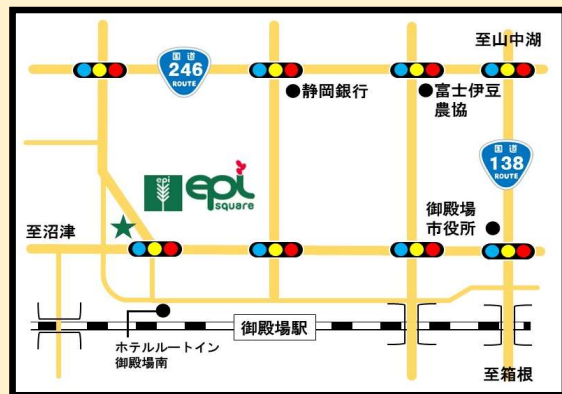 至山中湖
国道
246
ROUTE
静岡銀行
富士伊豆
農協
国道
138
ROUTE
epi
epi
square
御殿場
市役所
至沼津
御殿場駅
ホテルルートイン
御殿場南
至箱根